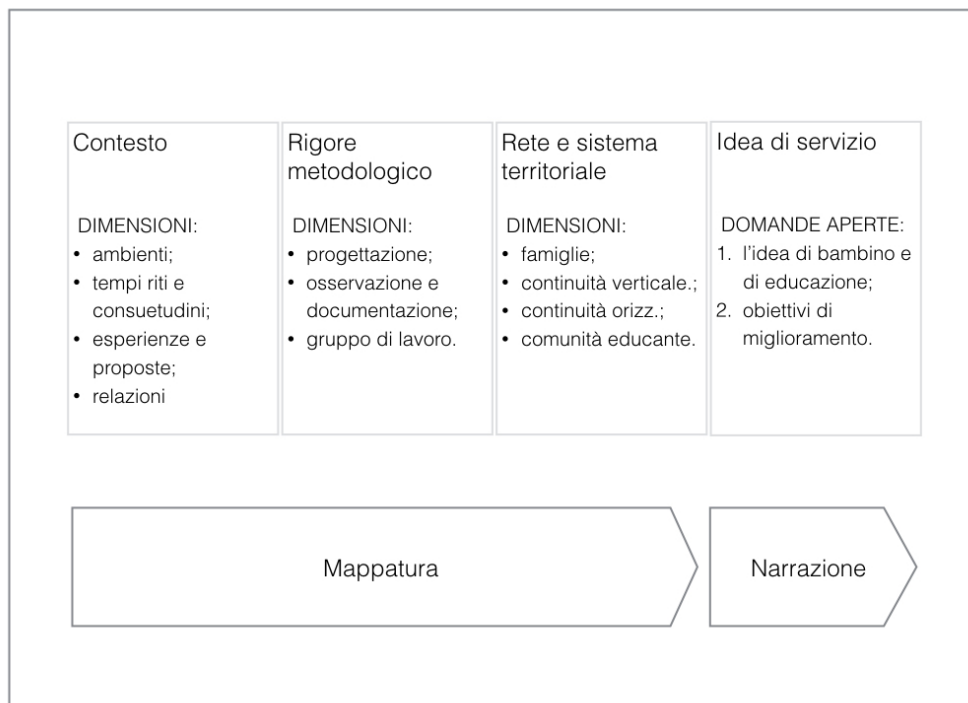 Contesto
DIMENSIONI:
• ambienti;
• tempi riti e
consuetudini;
• esperienze e
proposte;
• relazioni
Rigore
metodologico
DIMENSIONI:
• progettazione;
• osservazione e
documentazione;
• gruppo di lavoro.
Rete e sistema
territoriale
DIMENSIONI:
• famiglie;
• continuità verticale.;
• continuità orizz.;
• comunità educante.
Idea di servizio
DOMANDE APERTE:
1. l'idea di bambino e
di educazione;
2. obiettivi di
miglioramento.
Mappatura
Narrazione